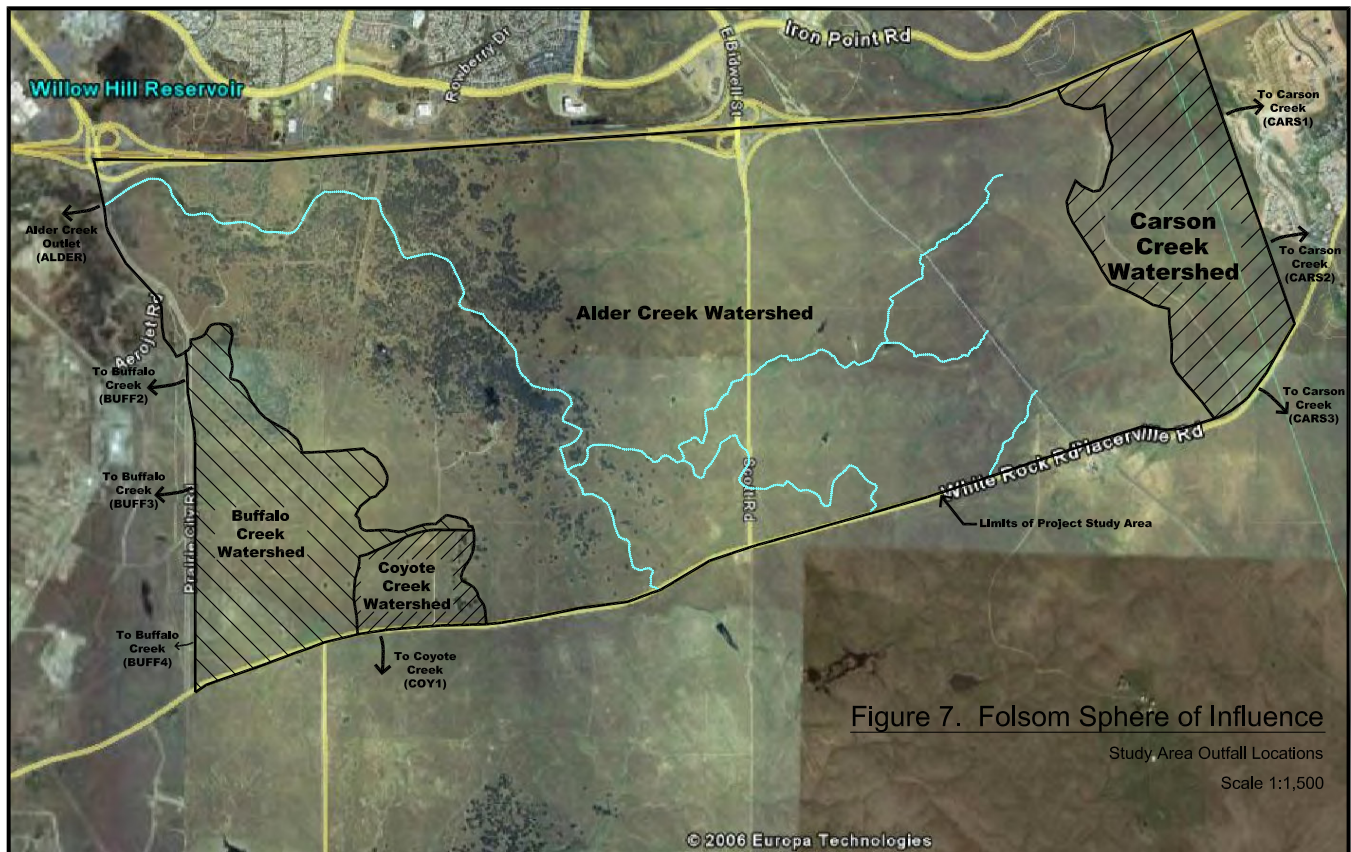 Iron Point Rd
Rowberry Dr
E Bidwell St
Willow Hill Reservoir
To Carson
Creek
(CARS1)
Alder Creek
Outlet
(ALDER)
Carson
Creek
Watershed
To Carson
Creek
(CARS2)
Alder Creek Watershed
Aerojet Rd
To Buffalo
Creek
(BUFF2)
To Carson
Creek
(CARS3)
White Rock Rd
Placerville Rd
To Buffalo
Creek
(BUFF3)
Prairie City Rd
Scott Rd
Buffalo
Creek
Watershed
Limits of Project Study Area
Coyote
Creek
Watershed
To Buffalo
Creek
(BUFF4)
To Coyote
Creek
(COY1)
Figure 7. Folsom Sphere of Influence
Study Area Outfall Locations
Scale 1:1,500
© 2006 Europa Technologies